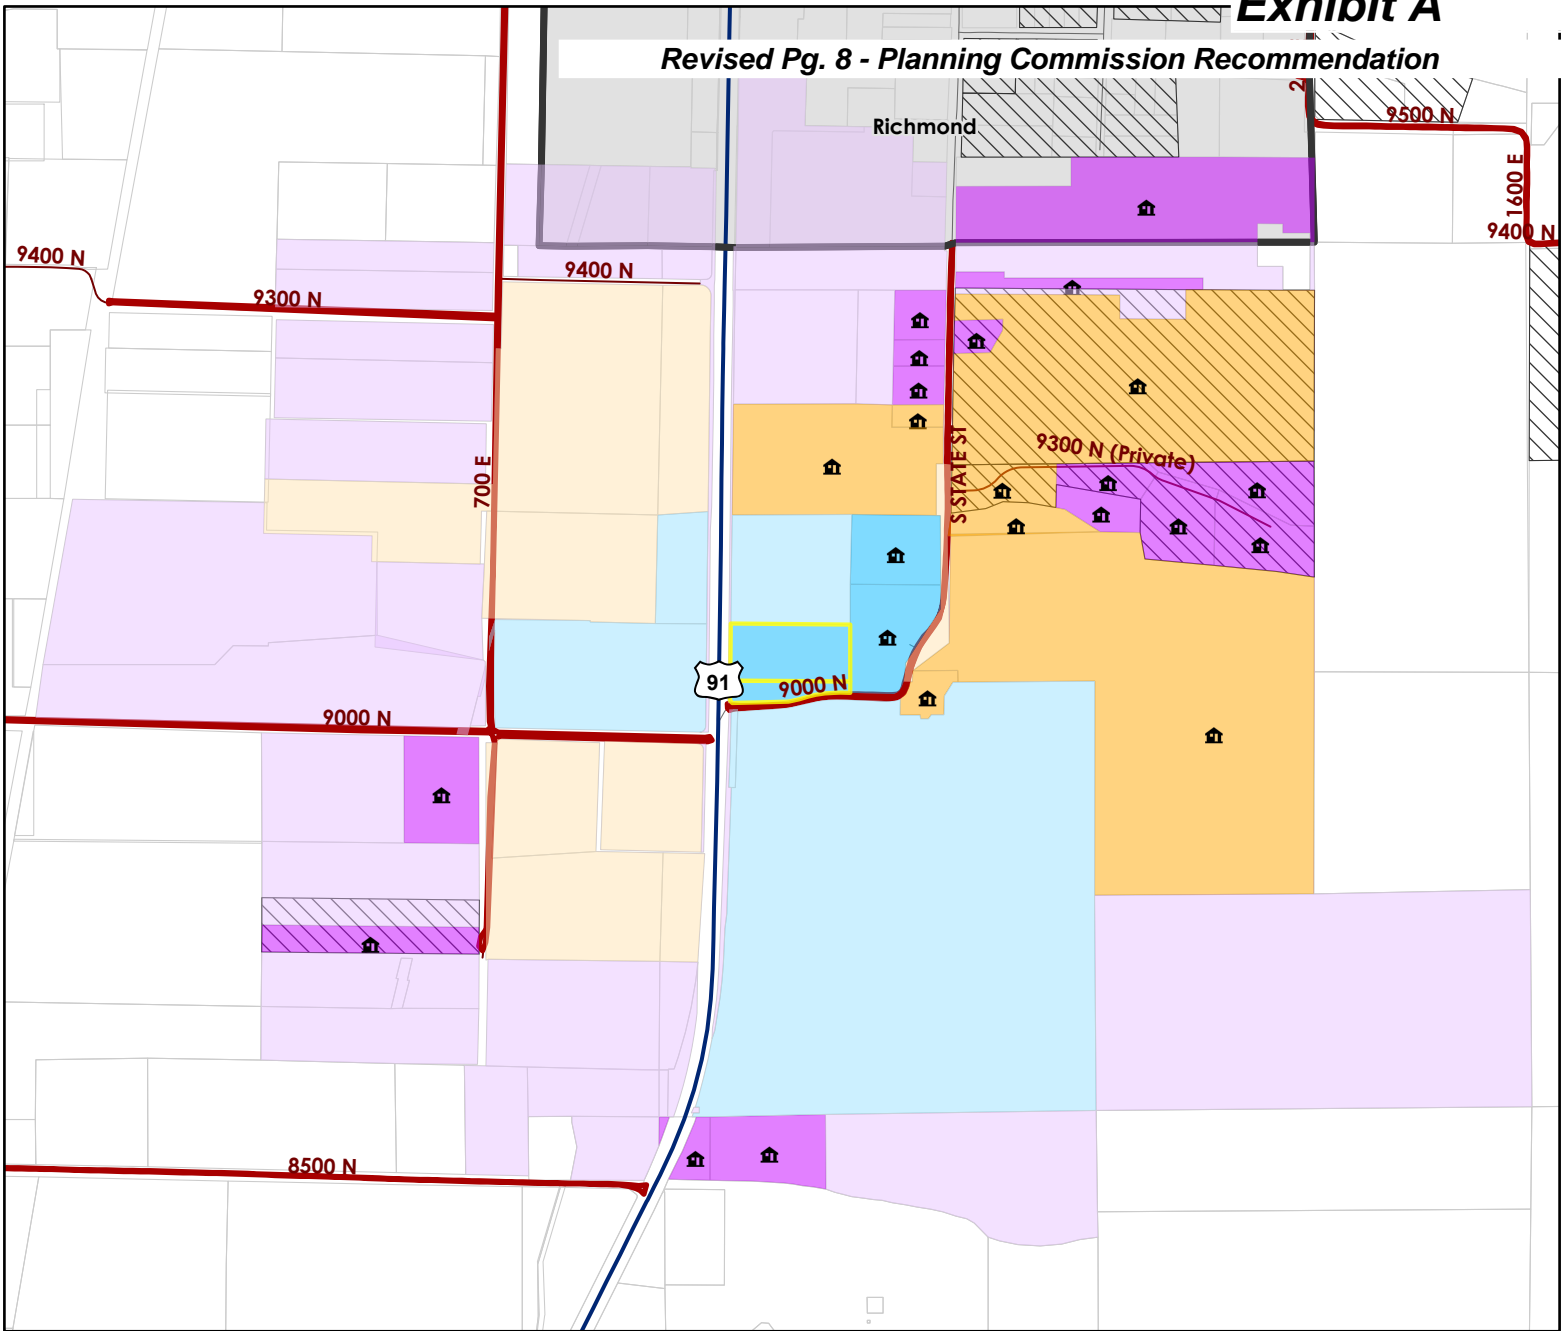 Exhibit A
Revised Pg. 8 - Planning Commission Recommendation
Richmond
9500 N
1600 E
9400 N
9400 N
9400 N
9300 N
9300 N (Private)
700 E
S STATE ST
91
9000 N
9000 N
8500 N